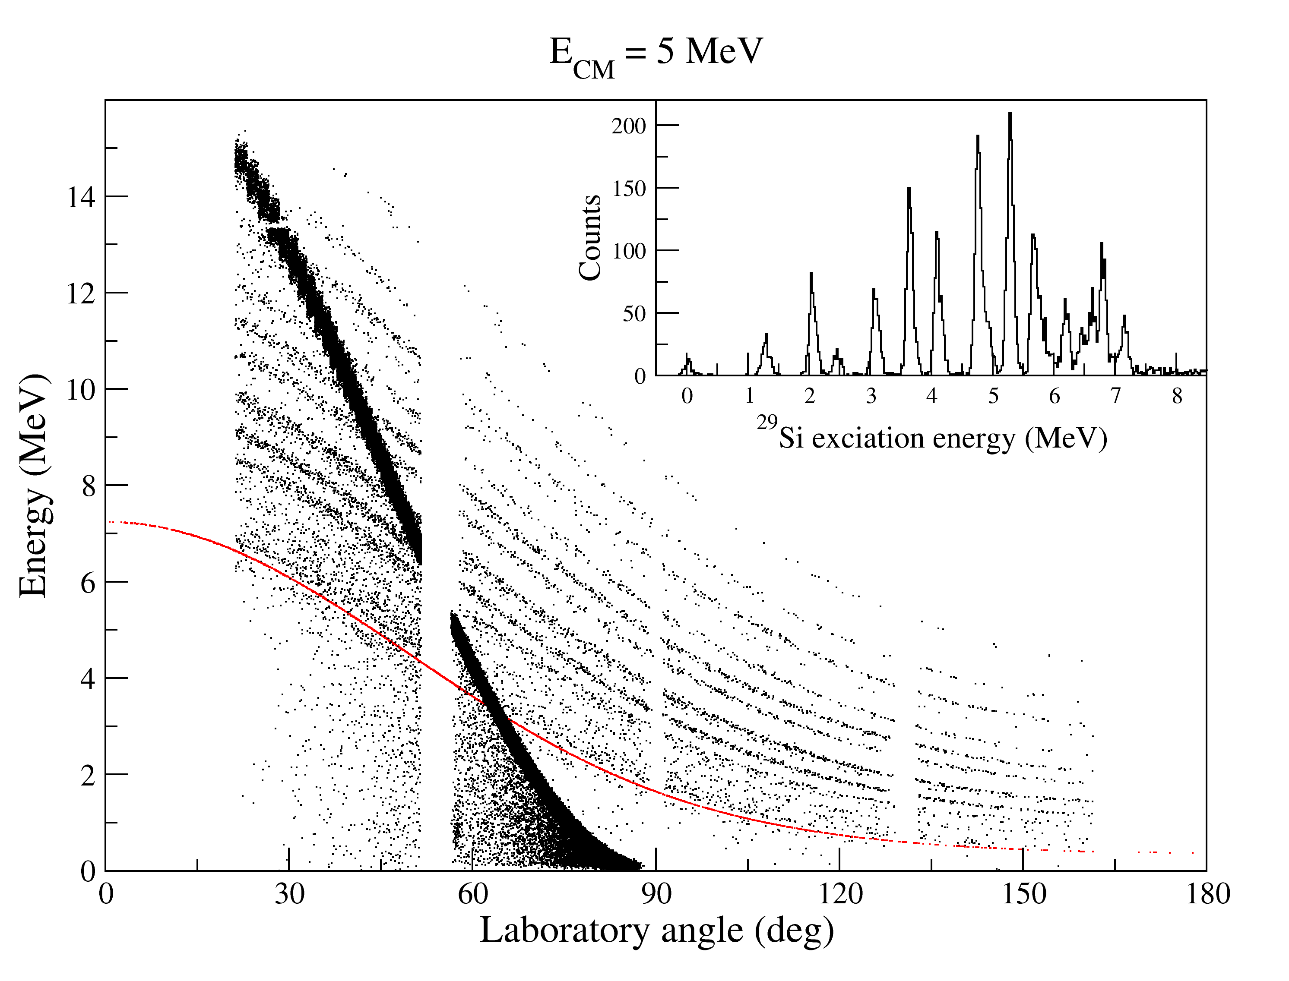 E_CM = 5 MeV
Energy (MeV)
14
12
10
8
6
4
2
0
0 30 60 90 120 150 180
Laboratory angle (deg)
Counts
200
150
100
50
0
0 1 2 3 4 5 6 7 8
²⁹Si exciation energy (MeV)